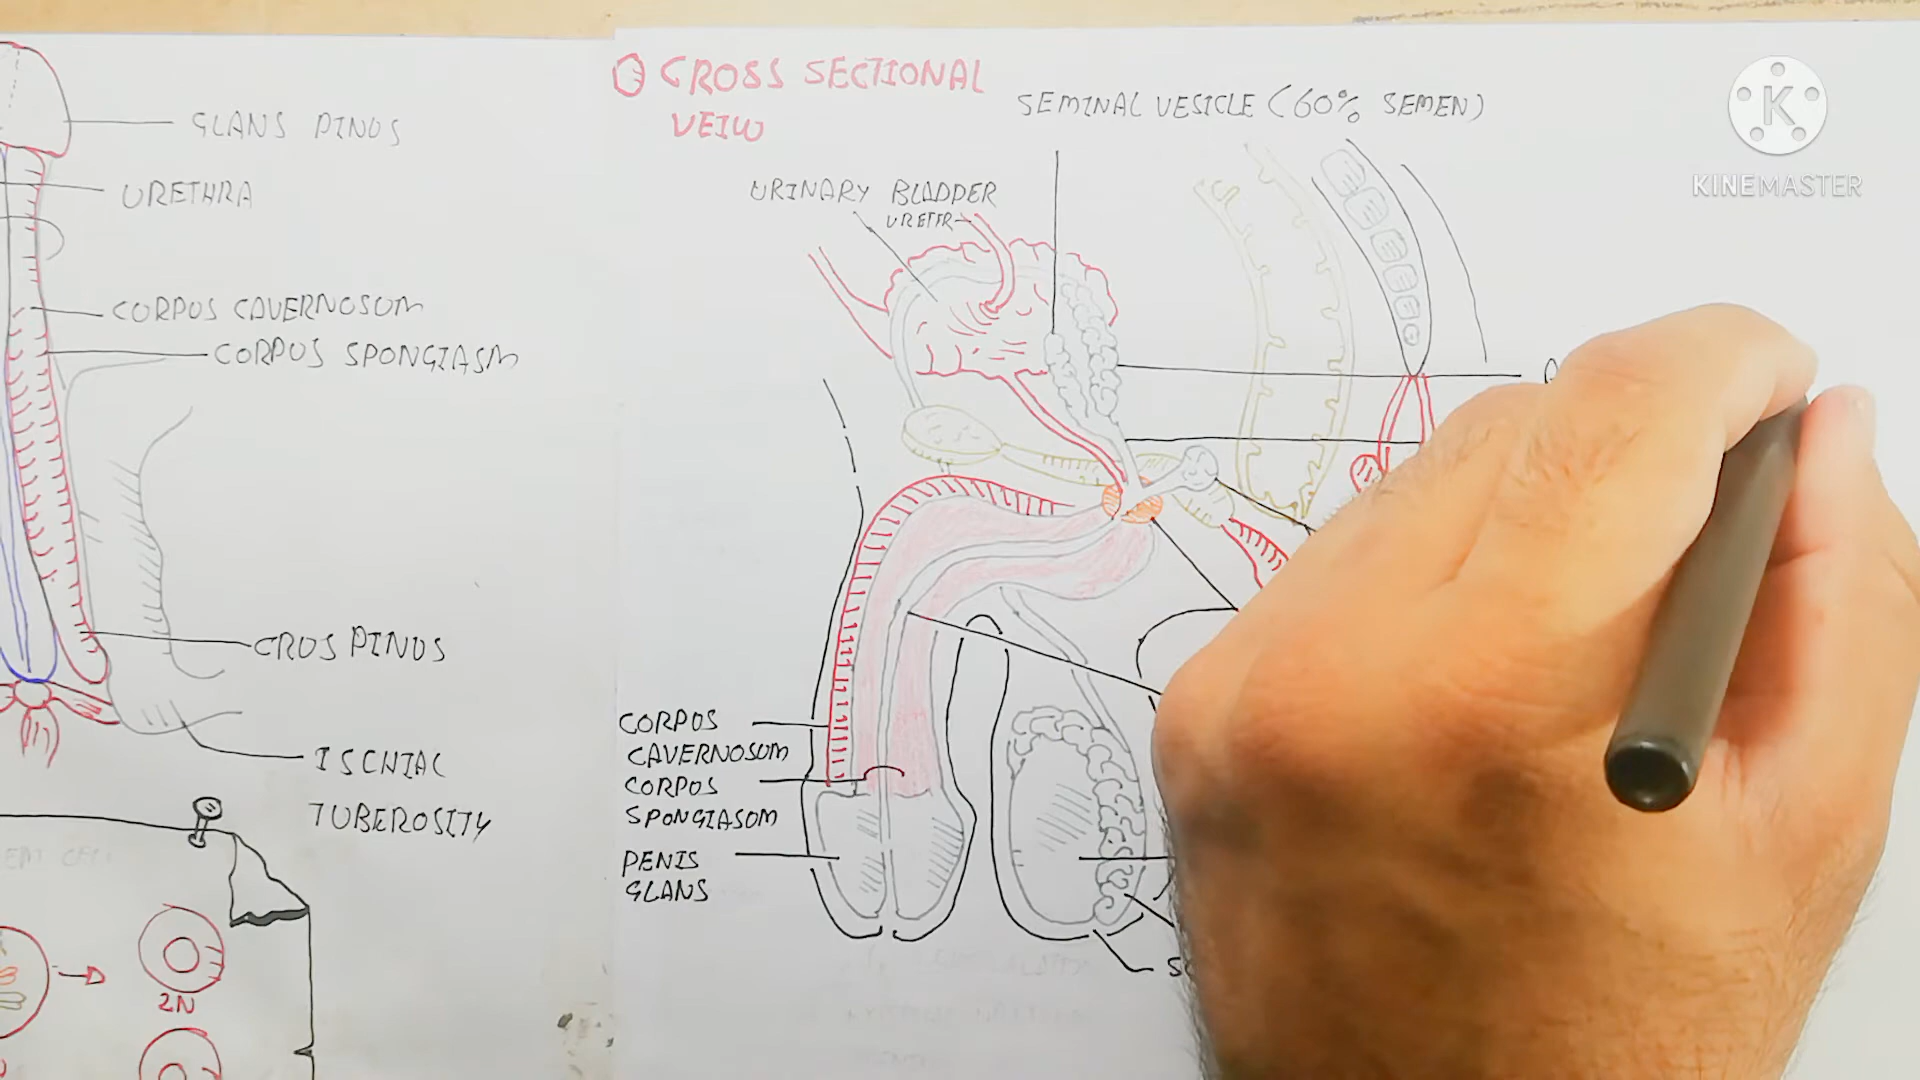 GLANS PINUS
URETHRA
CORPUS CAVERNOSUM
CORPUS SPONGIASM
CRUS PINUS
ISCHIAC
TUBEROSITY
2N
CROSS SECTIONAL
VEIW
SEMINAL VESICLE (60% SEMEN)
URINARY BLADDER
URETER
CORPUS
CAVERNOSUM
CORPUS
SPONGIASUM
PENIS
GLANS
K
KINEMASTER